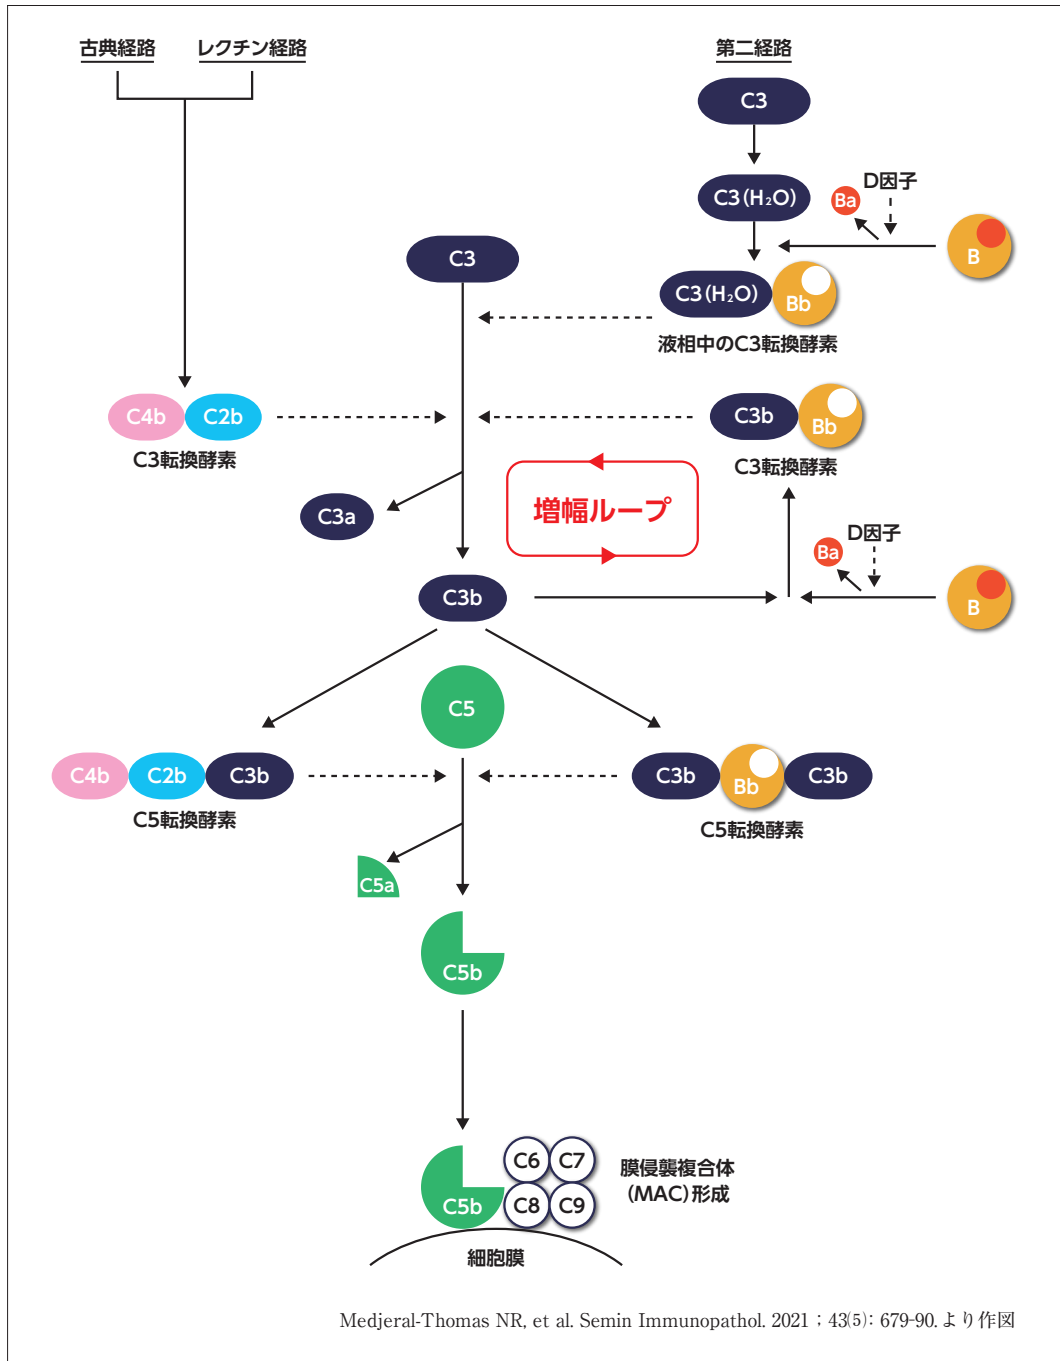 古典経路
レクチン経路
第二経路
C3
C3(H₂O)
D因子
Ba
B
C3
C3(H₂O)
Bb
液相中のC3転換酵素
C4b
C2b
C3転換酵素
C3b
Bb
C3転換酵素
C3a
増幅ループ
D因子
Ba
B
C3b
C5
C4b
C2b
C3b
C5転換酵素
C3b
Bb
C3b
C5転換酵素
C5a
C5b
C5b
C6
C7
C8
C9
膜侵襲複合体
(MAC)形成
細胞膜
Medjeral-Thomas NR, et al. Semin Immunopathol. 2021；43(5)：679-90.より作図